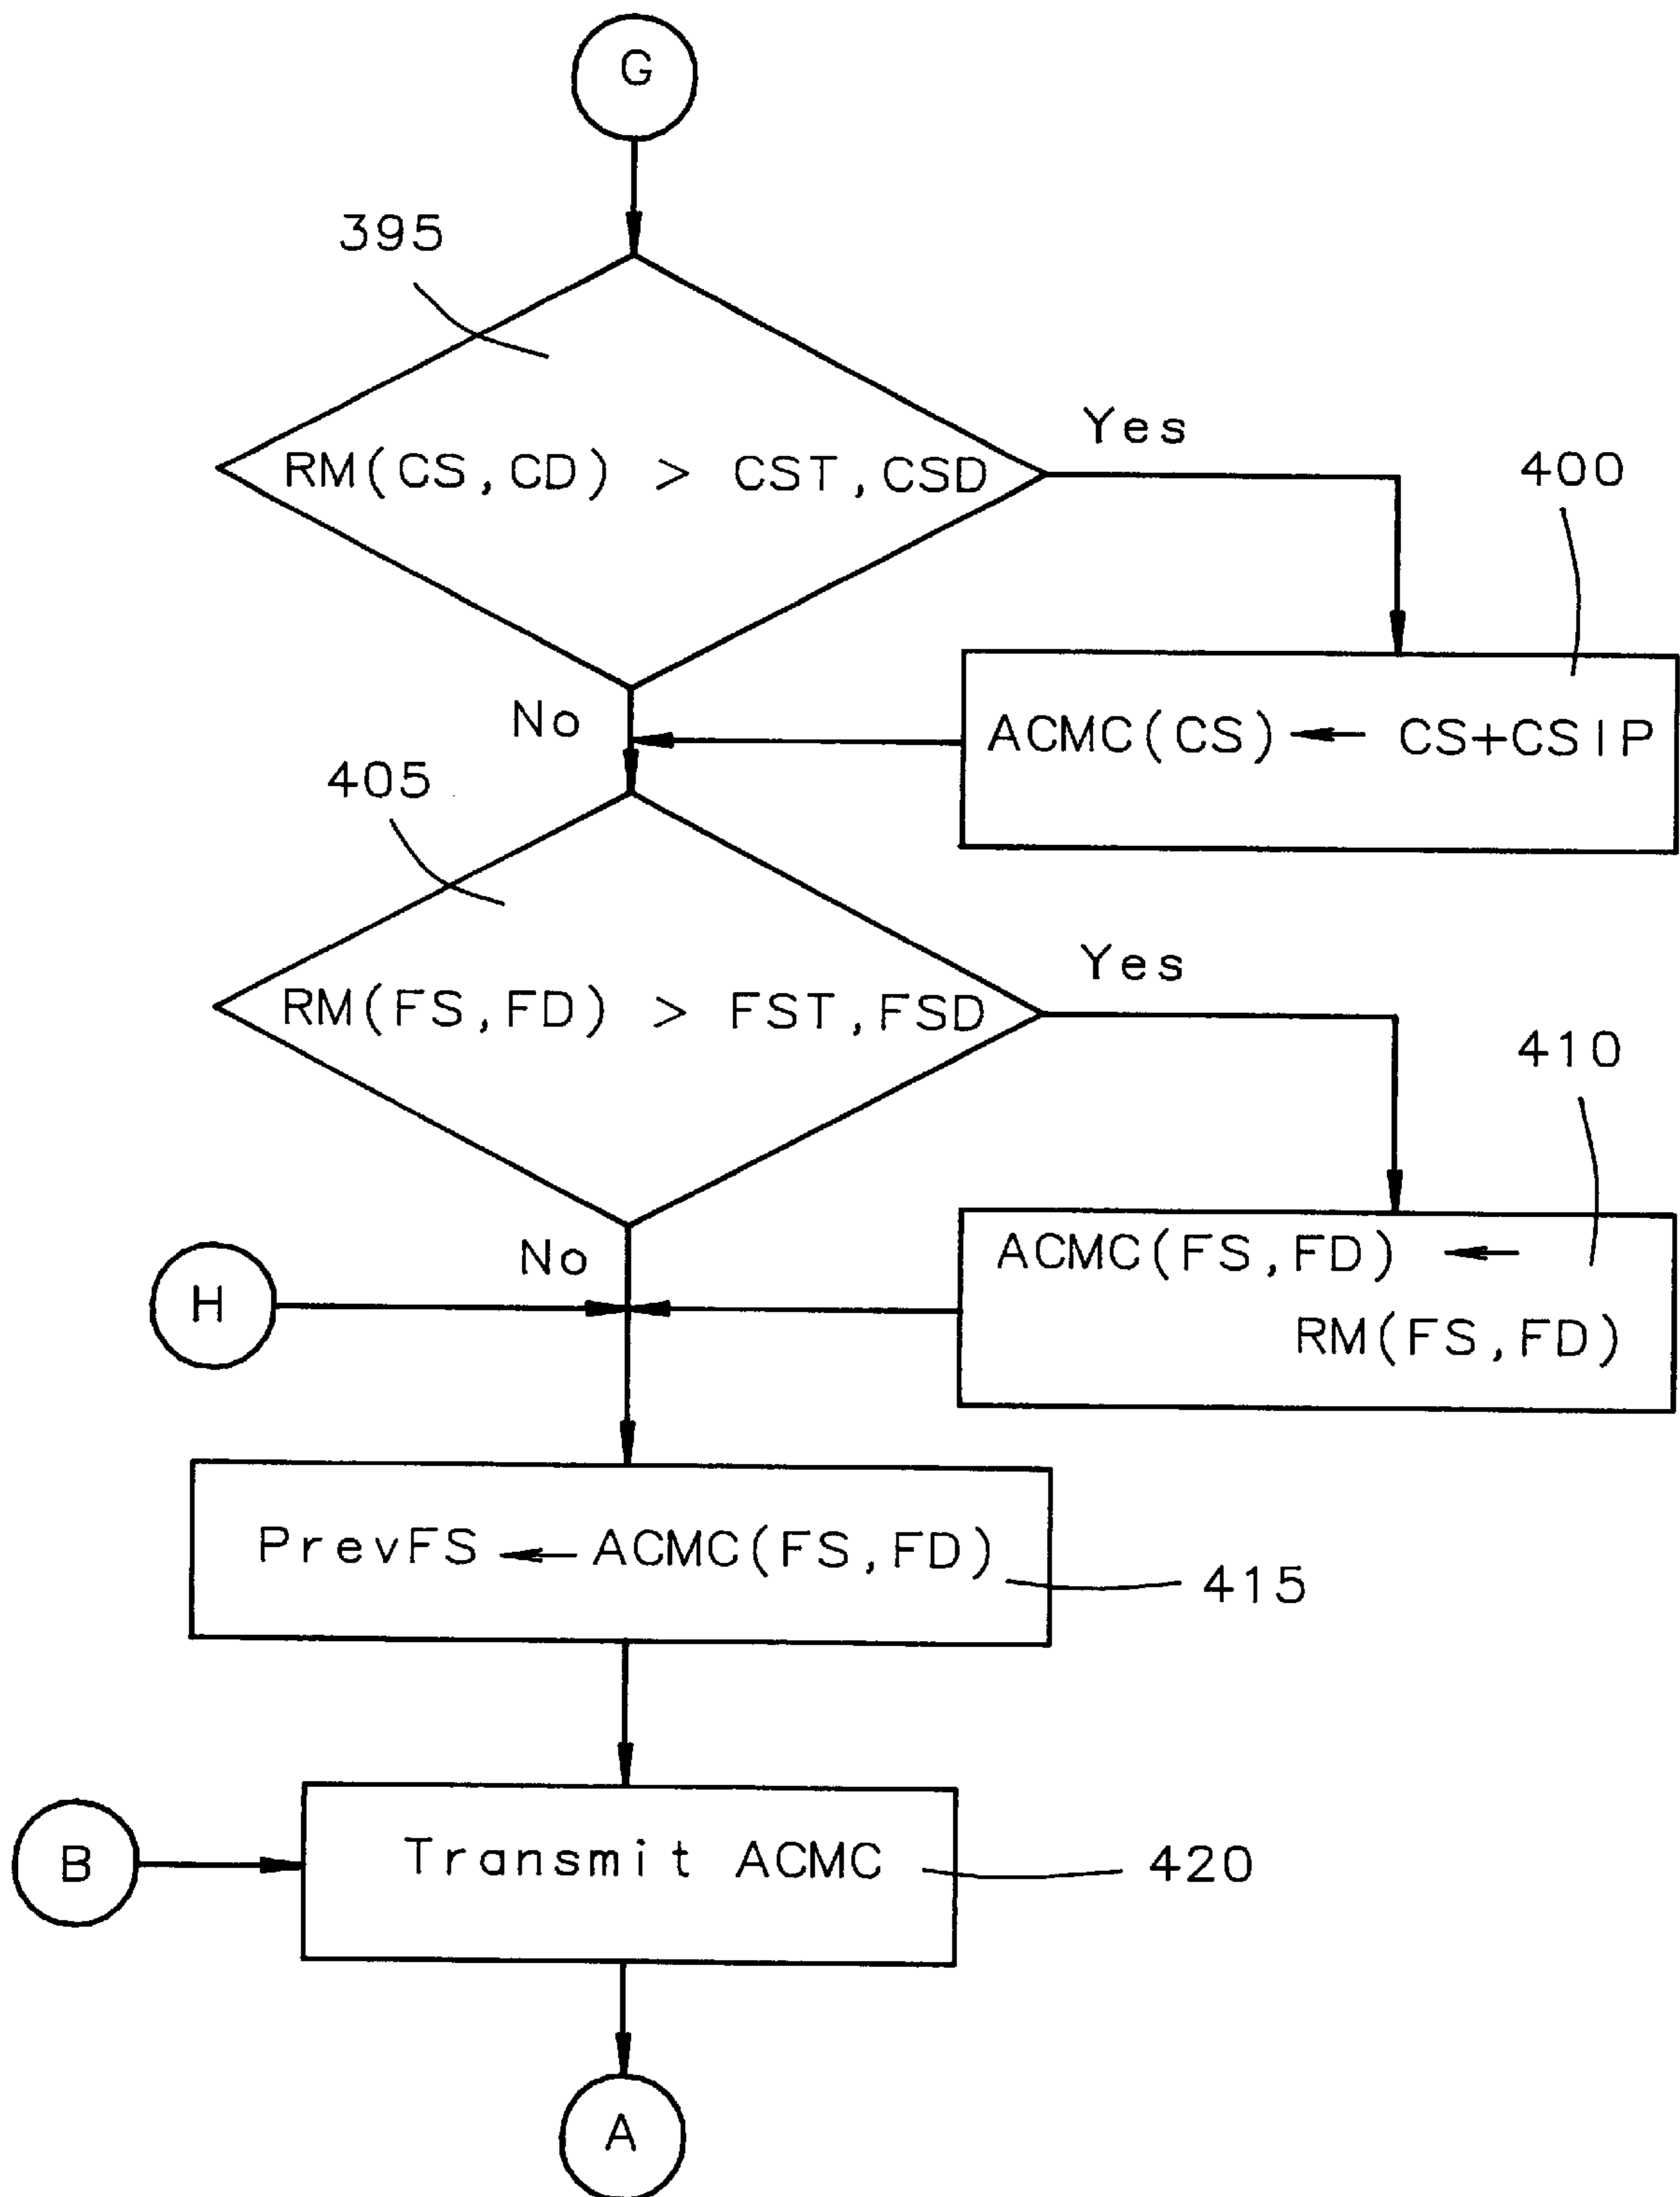 G
395
RM(CS,CD) > CST,CSD
Yes
400
No
ACMC(CS) ← CS+CSIP
405
RM(FS,FD) > FST,FSD
Yes
410
No
ACMC(FS,FD) ←
RM(FS,FD)
H
PrevFS ← ACMC(FS,FD)
415
B
Transmit ACMC
420
A